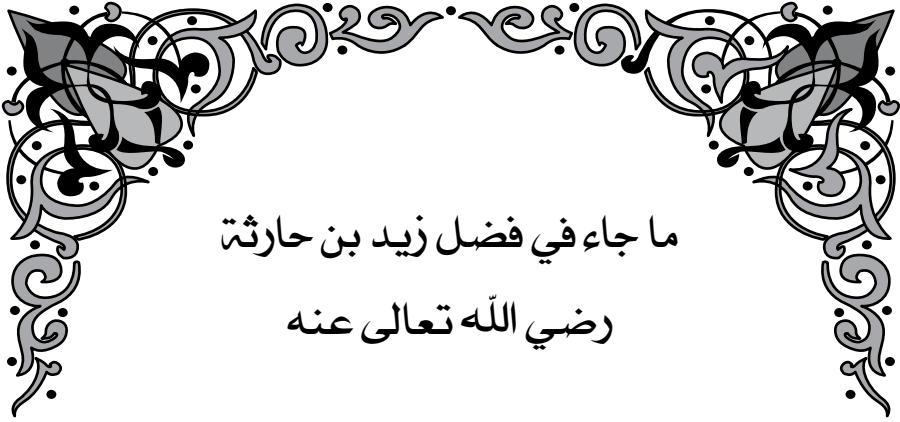 ما جاء في فضل زيد بن حارثة
رضي الله تعالى عنه